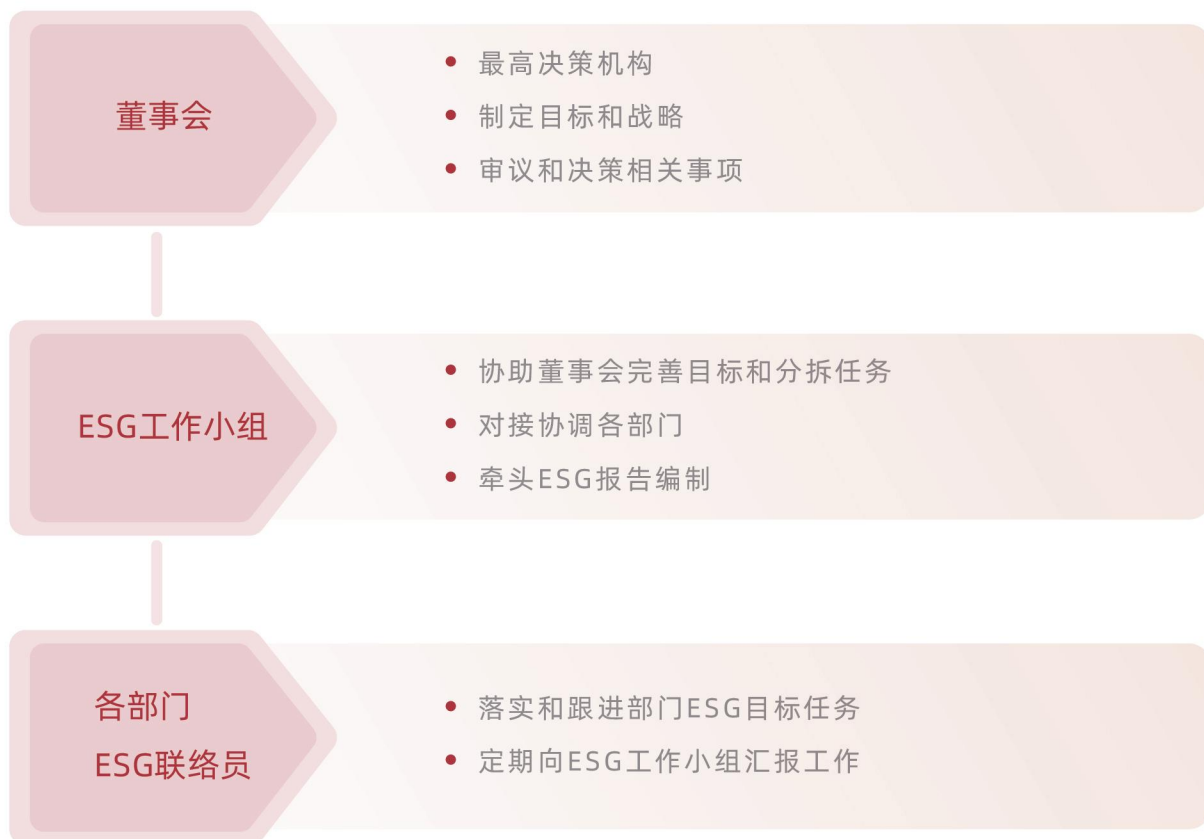 董事会
• 最高决策机构
• 制定目标和战略
• 审议和决策相关事项
ESG工作小组
• 协助董事会完善目标和分拆任务
• 对接协调各部门
• 牵头ESG报告编制
各部门
ESG联络员
• 落实和跟进部门ESG目标任务
• 定期向ESG工作小组汇报工作